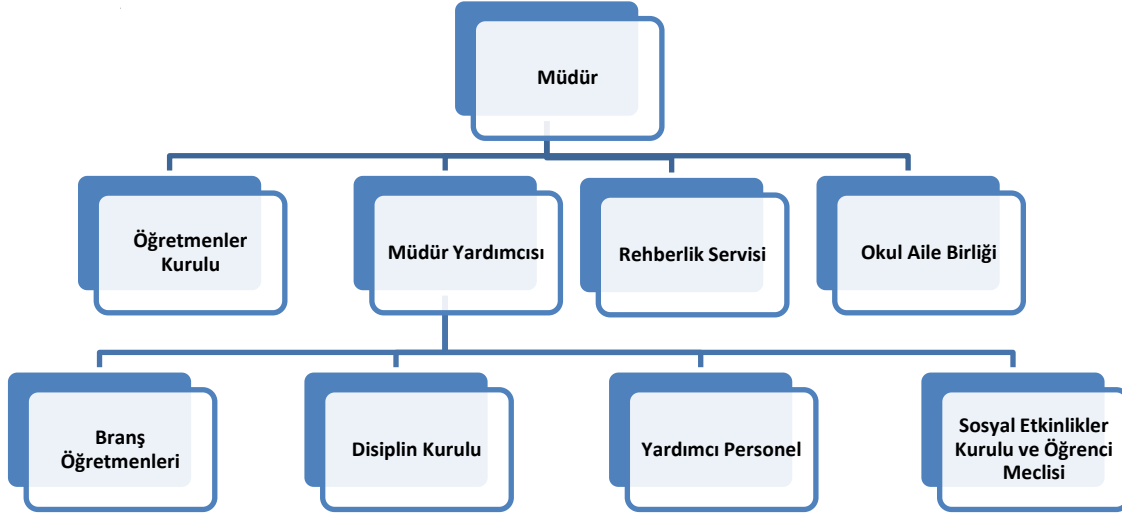 Müdür
Öğretmenler
Kurulu
Müdür Yardımcısı
Rehberlik Servisi
Okul Aile Birliği
Branş
Öğretmenleri
Disiplin Kurulu
Yardımcı Personel
Sosyal Etkinlikler
Kurulu ve Öğrenci
Meclisi